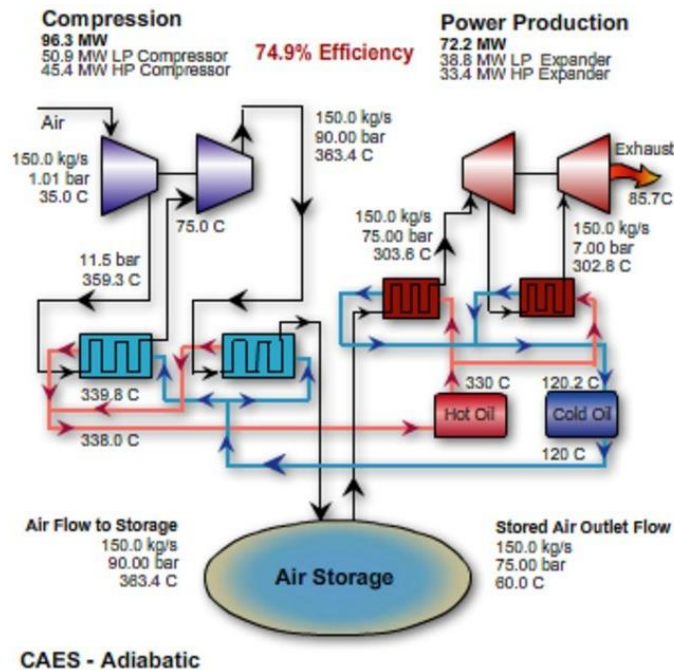 Compression
96.3 MW
50.9 MW LP Compressor
45.4 MW HP Compressor
74.9% Efficiency
Power Production
72.2 MW
38.8 MW LP Expander
33.4 MW HP Expander
Air
150.0 kg/s
1.01 bar
35.0 C
150.0 kg/s
90.00 bar
363.4 C
75.0 C
11.5 bar
359.3 C
Exhaust
85.7C
150.0 kg/s
75.00 bar
303.6 C
150.0 kg/s
7.00 bar
302.8 C
339.8 C
338.0 C
330 C
120.2 C
Hot Oil
Cold Oil
120 C
Air Flow to Storage
150.0 kg/s
90.00 bar
363.4 C
Air Storage
Stored Air Outlet Flow
150.0 kg/s
75.00 bar
60.0 C
CAES - Adiabatic